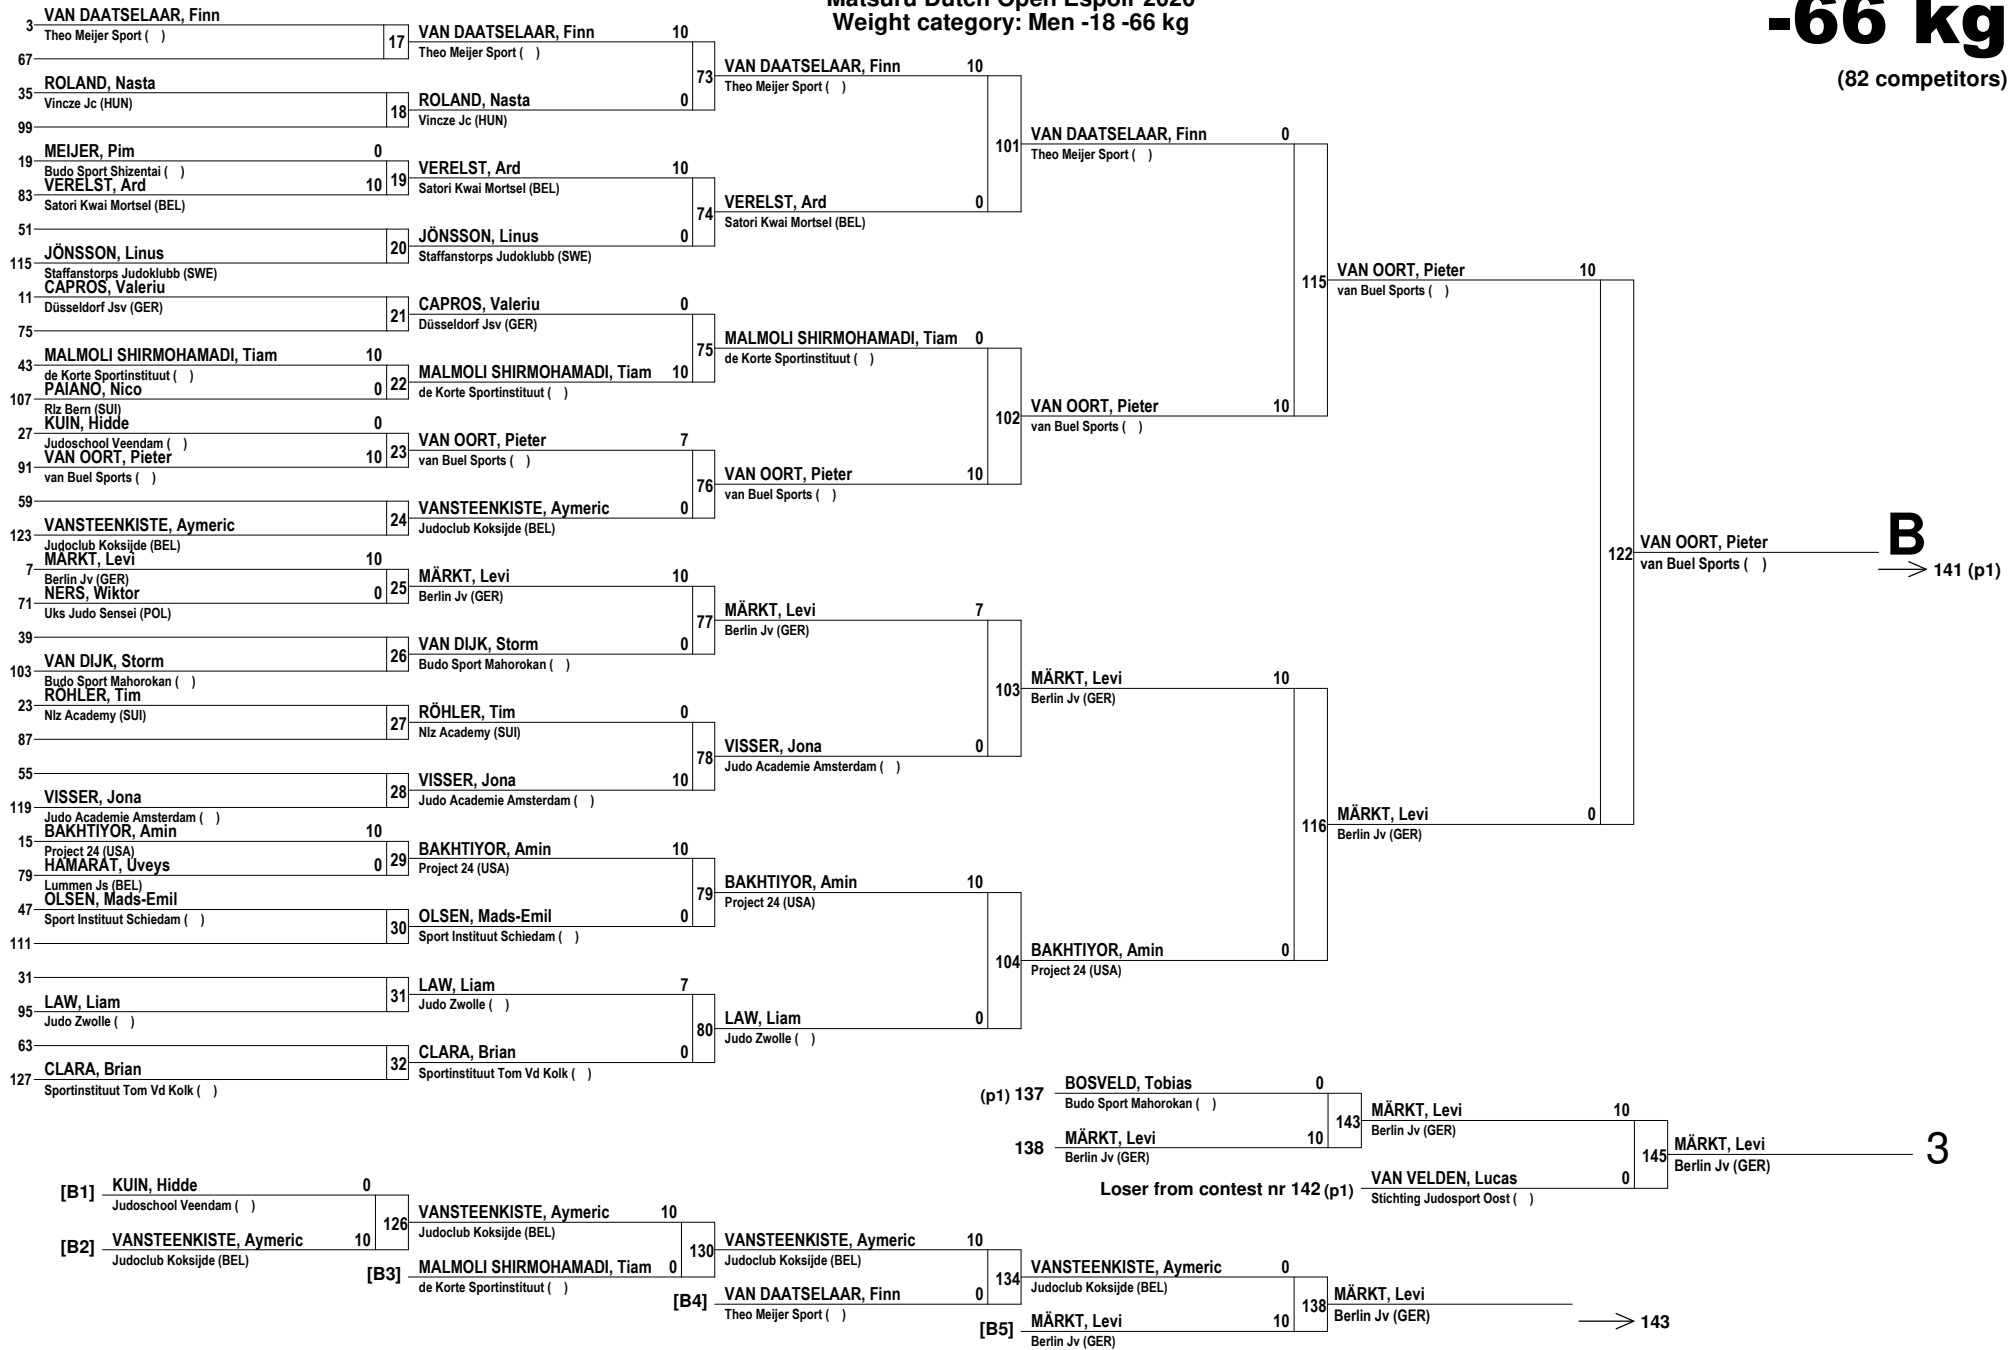 Matsuru Dutch Open Espoir 2020
Weight category: Men -18 -66 kg
-66 kg
(82 competitors)
3 VAN DAATSELAAR, Finn
Theo Meijer Sport ( )
67
17
35 ROLAND, Nasta
Vincze Jc (HUN)
99
18
19 MEIJER, Pim 0
Budo Sport Shizentai ( )
83 VERELST, Ard 10
Satori Kwai Mortsel (BEL)
19
51
115 JÖNSSON, Linus
Staffanstorps Judoklubb (SWE)
20
11 CAPROS, Valeriu
Düsseldorf Jsv (GER)
75
21
43 MALMOLI SHIRMOHAMADI, Tiam 10
de Korte Sportinstituut ( )
107 PAIANO, Nico 0
Rlz Bern (SUI)
22
27 KUIN, Hidde 0
Judoschool Veendam ( )
91 VAN OORT, Pieter 10
van Buel Sports ( )
23
59
123 VANSTEENKISTE, Aymeric
Judoclub Koksijde (BEL)
24
7 MÄRKT, Levi 10
Berlin Jv (GER)
71 NERS, Wiktor 0
Uks Judo Sensei (POL)
25
39
103 VAN DIJK, Storm
Budo Sport Mahorokan ( )
26
23 RÖHLER, Tim
Nlz Academy (SUI)
87
27
55
119 VISSER, Jona
Judo Academie Amsterdam ( )
28
15 BAKHTIYOR, Amin 10
Project 24 (USA)
79 HAMARAT, Üveys 0
Lummen Js (BEL)
29
47 OLSEN, Mads-Emil
Sport Instituut Schiedam ( )
111
30
31
95 LAW, Liam
Judo Zwolle ( )
31
63
127 CLARA, Brian
Sportinstituut Tom Vd Kolk ( )
32
VAN DAATSELAAR, Finn 10
Theo Meijer Sport ( )
73
ROLAND, Nasta 0
Vincze Jc (HUN)
VERELST, Ard 10
Satori Kwai Mortsel (BEL)
74
JÖNSSON, Linus 0
Staffanstorps Judoklubb (SWE)
CAPROS, Valeriu 0
Düsseldorf Jsv (GER)
75
MALMOLI SHIRMOHAMADI, Tiam 10
de Korte Sportinstituut ( )
VAN OORT, Pieter 7
van Buel Sports ( )
76
VANSTEENKISTE, Aymeric 0
Judoclub Koksijde (BEL)
MÄRKT, Levi 10
Berlin Jv (GER)
77
VAN DIJK, Storm 0
Budo Sport Mahorokan ( )
RÖHLER, Tim 0
Nlz Academy (SUI)
78
VISSER, Jona 10
Judo Academie Amsterdam ( )
BAKHTIYOR, Amin 10
Project 24 (USA)
79
OLSEN, Mads-Emil 0
Sport Instituut Schiedam ( )
LAW, Liam 7
Judo Zwolle ( )
80
CLARA, Brian 0
Sportinstituut Tom Vd Kolk ( )
VAN DAATSELAAR, Finn 10
Theo Meijer Sport ( )
101
VERELST, Ard 0
Satori Kwai Mortsel (BEL)
MALMOLI SHIRMOHAMADI, Tiam 0
de Korte Sportinstituut ( )
102
VAN OORT, Pieter 10
van Buel Sports ( )
MÄRKT, Levi 7
Berlin Jv (GER)
103
VISSER, Jona 0
Judo Academie Amsterdam ( )
BAKHTIYOR, Amin 10
Project 24 (USA)
104
LAW, Liam 0
Judo Zwolle ( )
VAN DAATSELAAR, Finn 0
Theo Meijer Sport ( )
115
VAN OORT, Pieter 10
van Buel Sports ( )
MÄRKT, Levi 10
Berlin Jv (GER)
116
BAKHTIYOR, Amin 0
Project 24 (USA)
VAN OORT, Pieter 10
van Buel Sports ( )
122
MÄRKT, Levi 0
Berlin Jv (GER)
VAN OORT, Pieter
van Buel Sports ( )
B
141 (p1)
(p1) 137 BOSVELD, Tobias 0
Budo Sport Mahorokan ( )
143
138 MÄRKT, Levi 10
Berlin Jv (GER)
MÄRKT, Levi 10
Berlin Jv (GER)
145
Loser from contest nr 142 (p1) VAN VELDEN, Lucas 0
Stichting Judosport Oost ( )
MÄRKT, Levi
Berlin Jv (GER)
3
[B1] KUIN, Hidde 0
Judoschool Veendam ( )
126
[B2] VANSTEENKISTE, Aymeric 10
Judoclub Koksijde (BEL)
VANSTEENKISTE, Aymeric 10
Judoclub Koksijde (BEL)
130
[B3] MALMOLI SHIRMOHAMADI, Tiam 0
de Korte Sportinstituut ( )
VANSTEENKISTE, Aymeric 10
Judoclub Koksijde (BEL)
134
[B4] VAN DAATSELAAR, Finn 0
Theo Meijer Sport ( )
VANSTEENKISTE, Aymeric 0
Judoclub Koksijde (BEL)
138
[B5] MÄRKT, Levi 10
Berlin Jv (GER)
MÄRKT, Levi
Berlin Jv (GER)
143